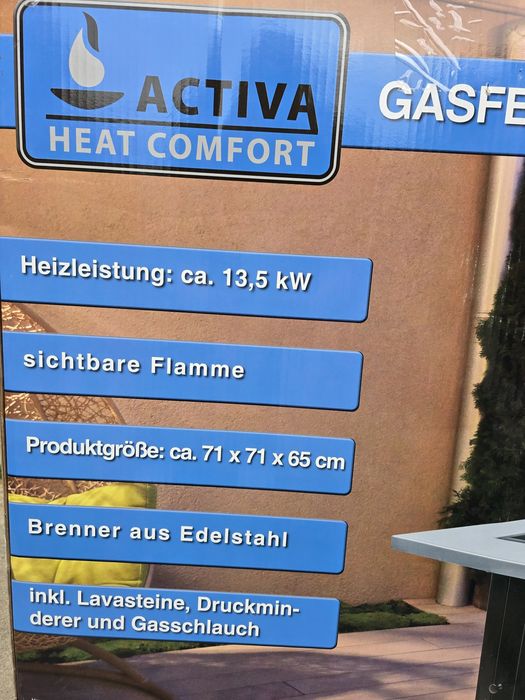 ACTIVA
HEAT COMFORT
GASFE
Heizleistung: ca. 13,5 kW
sichtbare Flamme
Produktgröße: ca. 71 x 71 x 65 cm
Brenner aus Edelstahl
inkl. Lavasteine, Druckmin-
derer und Gasschlauch